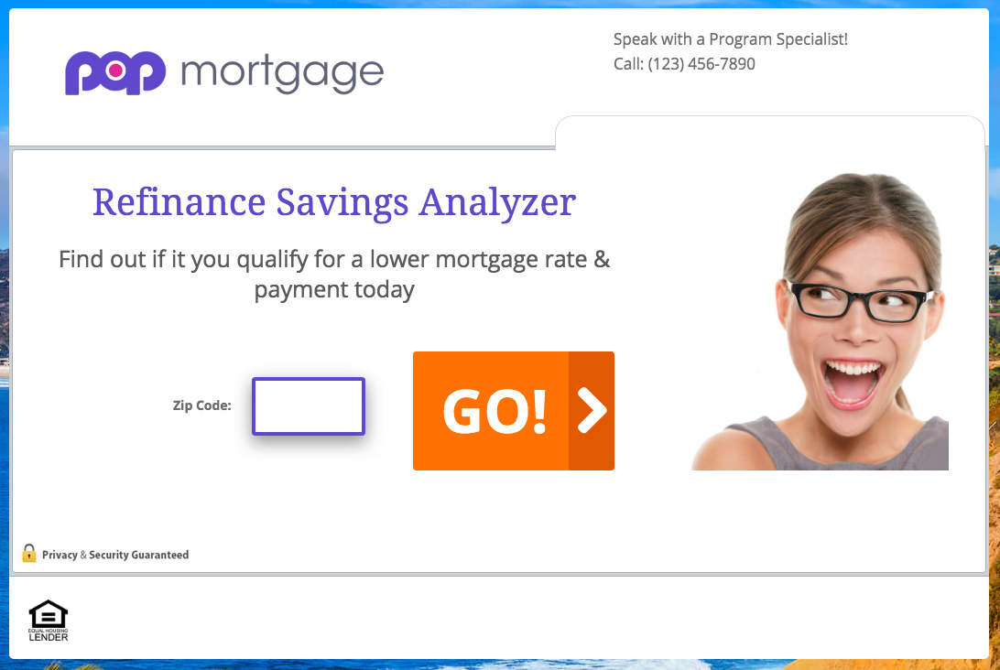 pop mortgage
Speak with a Program Specialist!
Call: (123) 456-7890
Refinance Savings Analyzer
Find out if it you qualify for a lower mortgage rate &
payment today
Zip Code:
GO!
Privacy & Security Guaranteed
EQUAL HOUSING
LENDER